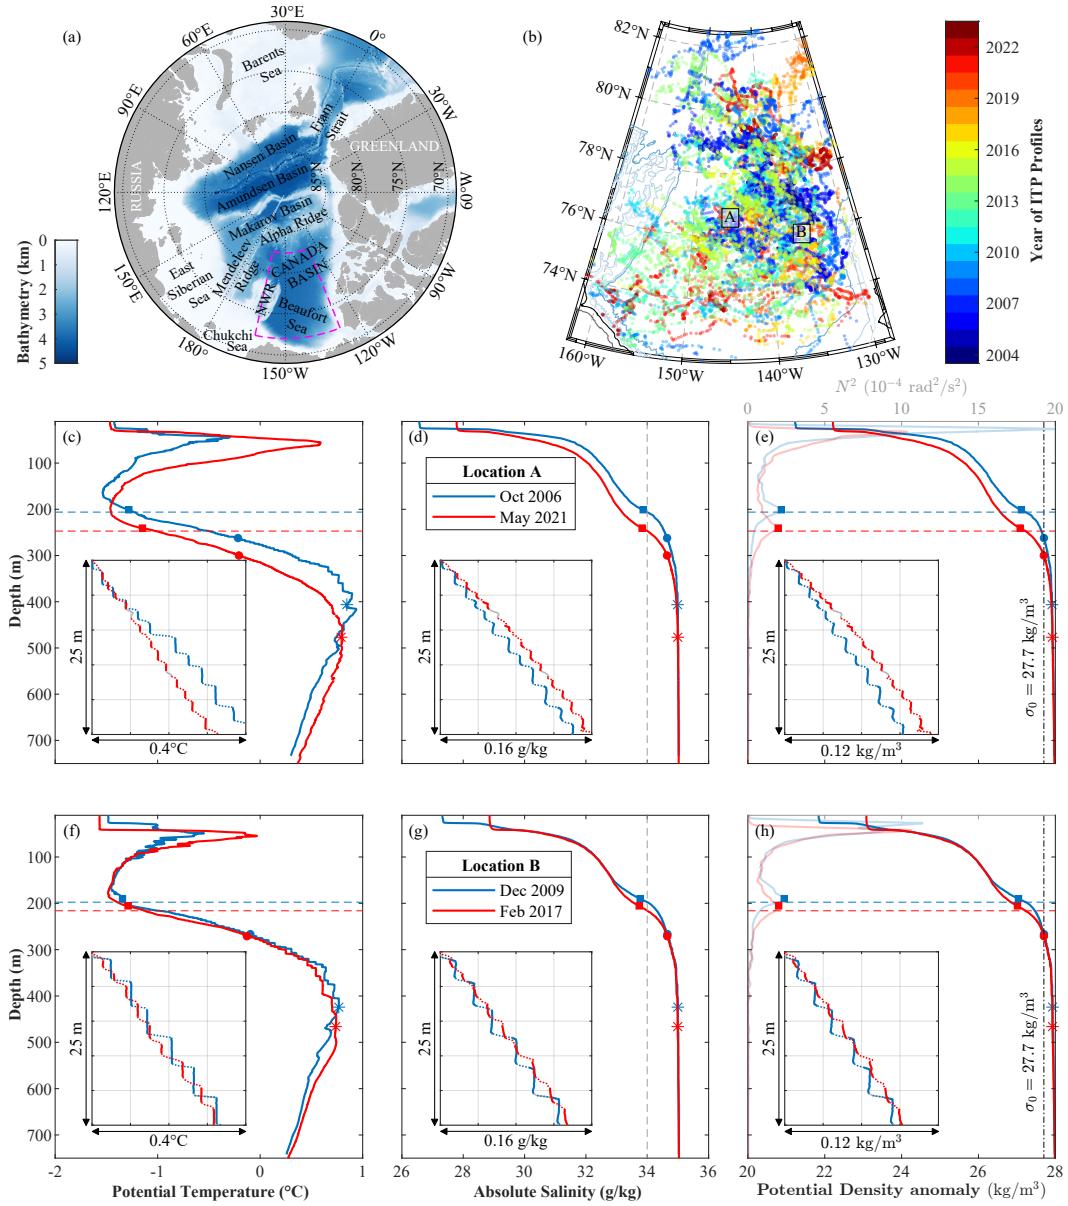 (a)
30°E
0°
60°E
30°W
90°E
120°E
60°W
150°E
90°W
180°
120°W
150°W
Barents
Sea
Fram
Strait
GREENLAND
RUSSIA
Nansen Basin
Amundsen Basin
85°N
80°N
75°N
70°N
Makarov Basin
Alpha Ridge
Mendeleev
Ridge
CANADA
BASIN
NWR
East
Siberian
Sea
Beaufort
Sea
Chukchi
Sea
Bathymetry (km)
0
1
2
3
4
5
(b)
82°N
80°N
78°N
76°N
74°N
160°W
150°W
140°W
130°W
A
B
Year of ITP Profiles
2022
2019
2016
2013
2010
2007
2004
N² (10⁻⁴ rad²/s²)
0
5
10
20
(c)
100
200
300
400
500
600
700
Depth (m)
25 m
0.4°C
(d)
Location A
Oct 2006
May 2021
25 m
0.16 g/kg
(e)
25 m
0.12 kg/m³
σ₀ = 27.7 kg/m³
(f)
100
200
300
400
500
600
700
Depth (m)
25 m
0.4°C
-2
-1
0
1
Potential Temperature (°C)
(g)
Location B
Dec 2009
Feb 2017
25 m
0.16 g/kg
26
28
30
32
34
36
Absolute Salinity (g/kg)
(h)
25 m
0.12 kg/m³
σ₀ = 27.7 kg/m³
20
22
24
26
28
Potential Density anomaly (kg/m³)